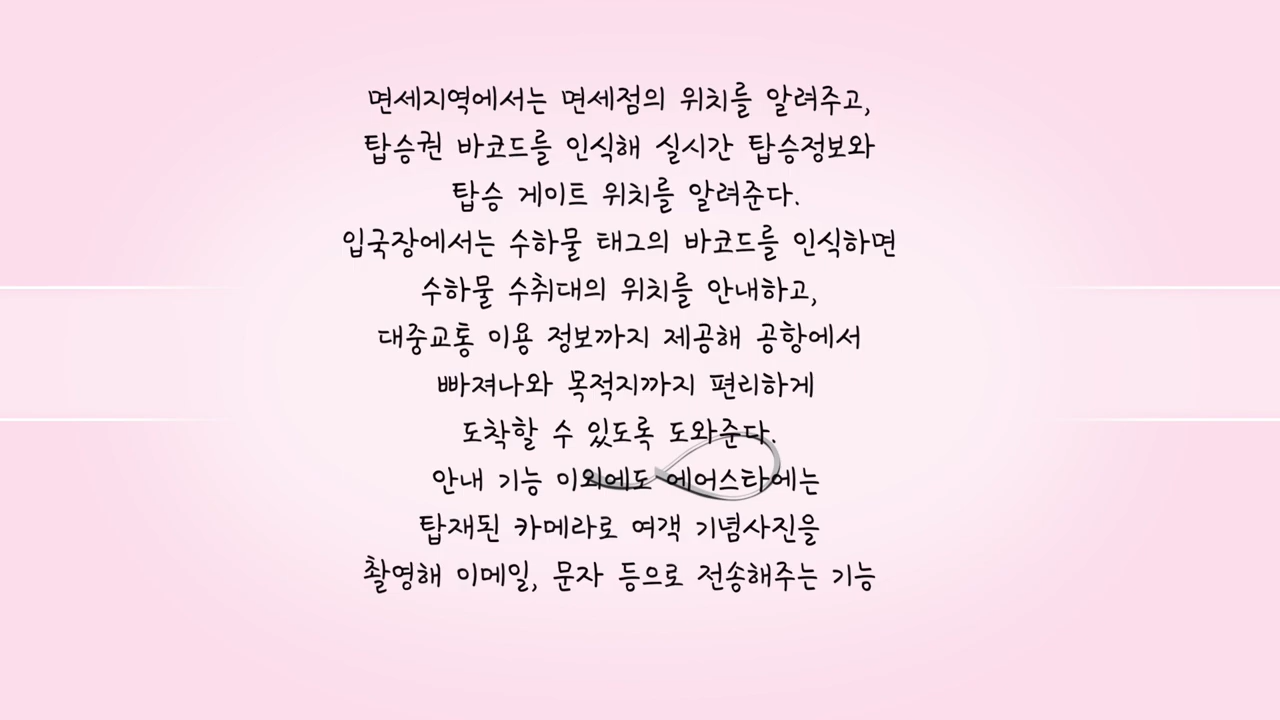 면세지역에서는 면세점의 위치를 알려주고,
탑승권 바코드를 인식해 실시간 탑승정보와
탑승 게이트 위치를 알려준다.
입국장에서는 수하물 태그의 바코드를 인식하면
수하물 수취대의 위치를 안내하고,
대중교통 이용 정보까지 제공해 공항에서
빠져나와 목적지까지 편리하게
도착할 수 있도록 도와준다.
안내 기능 이외에도 에어스타에는
탑재된 카메라로 여객 기념사진을
촬영해 이메일, 문자 등으로 전송해주는 기능